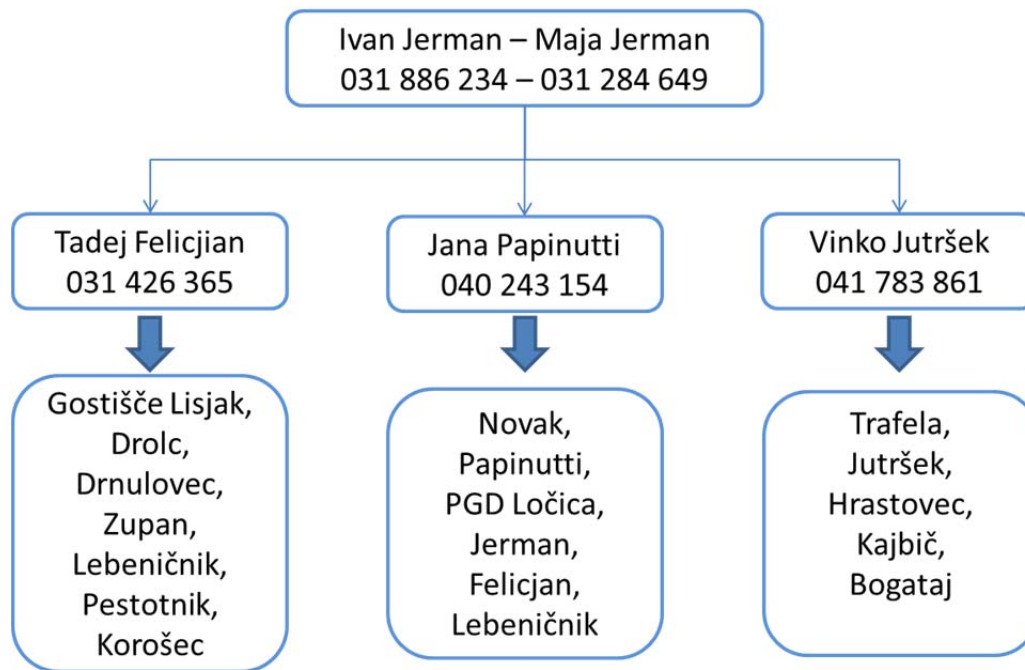 Ivan Jerman – Maja Jerman
031 886 234 – 031 284 649
Tadej Felicjian
031 426 365
Jana Papinutti
040 243 154
Vinko Jutršek
041 783 861
Gostišče Lisjak,
Drolc,
Drnulovec,
Zupan,
Lebeničnik,
Pestotnik,
Korošec
Novak,
Papinutti,
PGD Ločica,
Jerman,
Felicjan,
Lebeničnik
Trafela,
Jutršek,
Hrastovec,
Kajbič,
Bogataj